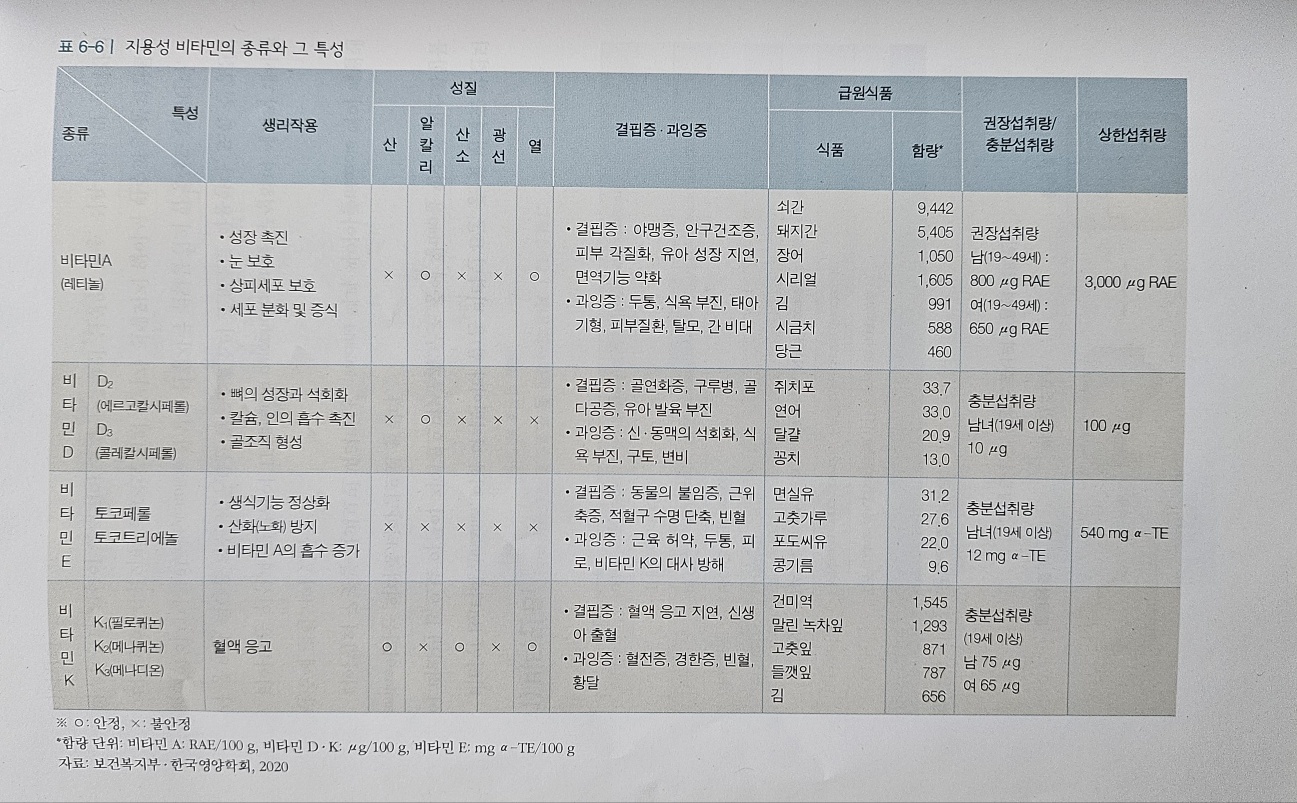 표 6-6 | 지용성 비타민의 종류와 그 특성
특성
종류
생리작용
성질
산
알칼리
산소
광선
열
결핍증·과잉증
급원식품
식품
함량*
권장섭취량/
충분섭취량
상한섭취량
비타민A
(레티놀)
• 성장 촉진
• 눈 보호
• 상피세포 보호
• 세포 분화 및 증식
× ○ × × ○
• 결핍증 : 야맹증, 안구건조증,
피부 각질화, 유아 성장 지연,
면역기능 약화
• 과잉증 : 두통, 식욕 부진, 태아
기형, 피부질환, 탈모, 간 비대
쇠간 9,442
돼지간 5,405
장어 1,050
시리얼 1,605
김 991
시금치 588
당근 460
권장섭취량
남(19~49세) :
800 μg RAE
여(19~49세) :
650 μg RAE
3,000 μg RAE
비타민D
D₂
(에르고칼시페롤)
D₃
(콜레칼시페롤)
• 뼈의 성장과 석회화
• 칼슘, 인의 흡수 촉진
• 골조직 형성
× ○ × × ×
• 결핍증 : 골연화증, 구루병, 골
다공증, 유아 발육 부진
• 과잉증 : 신·동맥의 석회화, 식
욕 부진, 구토, 변비
쥐치포 33.7
연어 33.0
달걀 20.9
꽁치 13.0
충분섭취량
남녀(19세 이상)
10 μg
100 μg
비타민E
토코페롤
토코트리에놀
• 생식기능 정상화
• 산화(노화) 방지
• 비타민 A의 흡수 증가
× × × × ×
• 결핍증 : 동물의 불임증, 근위
축증, 적혈구 수명 단축, 빈혈
• 과잉증 : 근육 허약, 두통, 피
로, 비타민 K의 대사 방해
면실유 31.2
고춧가루 27.6
포도씨유 22.0
콩기름 9.6
충분섭취량
남녀(19세 이상)
12 mg α-TE
540 mg α-TE
비타민K
K₁(필로퀴논)
K₂(메나퀴논)
K₃(메나디온)
혈액 응고
○ × ○ × ○
• 결핍증 : 혈액 응고 지연, 신생
아 출혈
• 과잉증 : 혈전증, 경한증, 빈혈,
황달
건미역 1,545
말린 녹차잎 1,293
고춧잎 871
들깻잎 787
김 656
충분섭취량
(19세 이상)
남 75 μg
여 65 μg
※ ○: 안정, ×: 불안정
*함량 단위: 비타민 A: RAE/100 g, 비타민 D·K: μg/100 g, 비타민 E: mg α-TE/100 g
자료: 보건복지부·한국영양학회, 2020